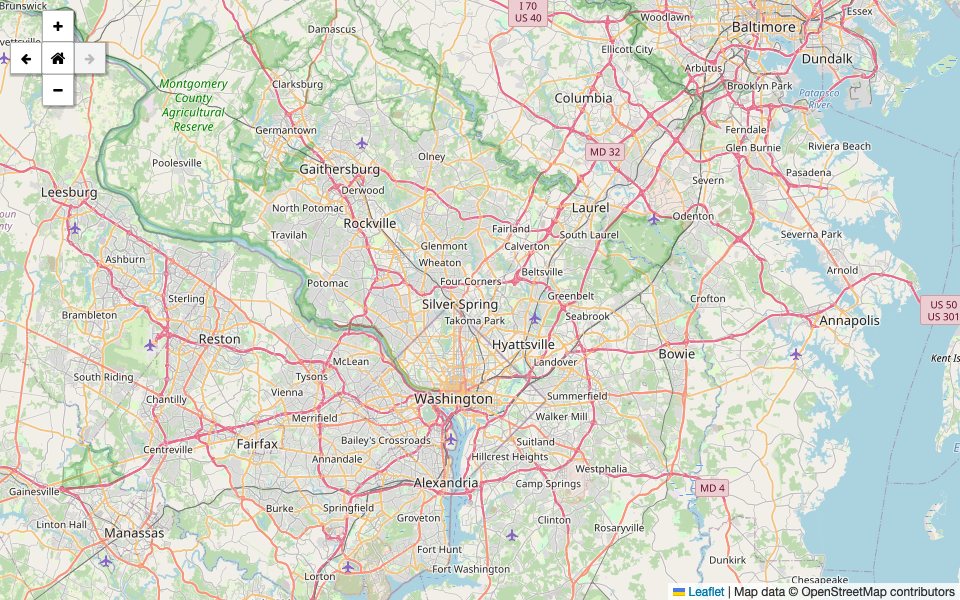 Brunswick
I 70
US 40
Woodlawn
Essex
Baltimore
Damascus
Ellicott City
Dundalk
Arbutus
Clarksburg
Brooklyn Park
Montgomery
County
Agricultural
Reserve
Columbia
Patapsco
River
Germantown
Ferndale
Glen Burnie
Riviera Beach
Olney
MD 32
Poolesville
Gaithersburg
Pasadena
Derwood
Severn
Leesburg
North Potomac
Laurel
Odenton
Rockville
Fairland
Travilah
South Laurel
Severna Park
Glenmont
Calverton
Ashburn
Wheaton
Beltsville
Arnold
Potomac
Four Corners
Sterling
Greenbelt
Crofton
Silver Spring
US 50
US 301
Brambleton
Takoma Park
Seabrook
Annapolis
Reston
Hyattsville
Bowie
Kent Is
McLean
Landover
South Riding
Tysons
Vienna
Summerfield
Chantilly
Washington
Merrifield
Walker Mill
Fairfax
Bailey's Crossroads
Suitland
Centreville
Annandale
Hillcrest Heights
Westphalia
Alexandria
Camp Springs
Gainesville
MD 4
Burke
Springfield
Groveton
Clinton
Linton Hall
Rosaryville
Manassas
Fort Hunt
Dunkirk
Lorton
Fort Washington
Chesapeake
+
−
Leaflet | Map data © OpenStreetMap contributors